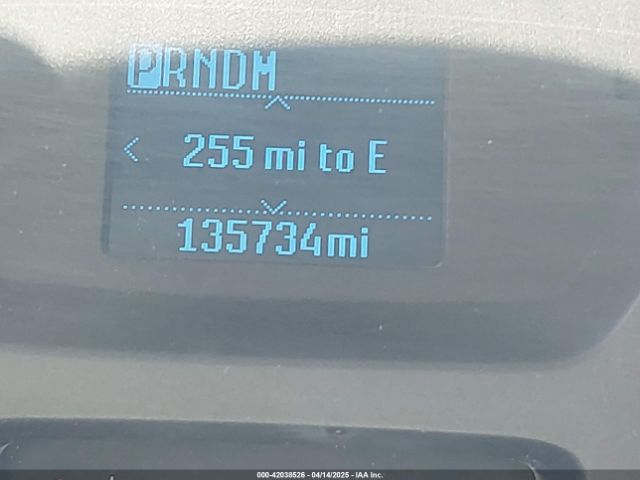 PRNDM
< 255 mi to E
135734mi
000-42038526 - 04/14/2025 - IAA Inc.